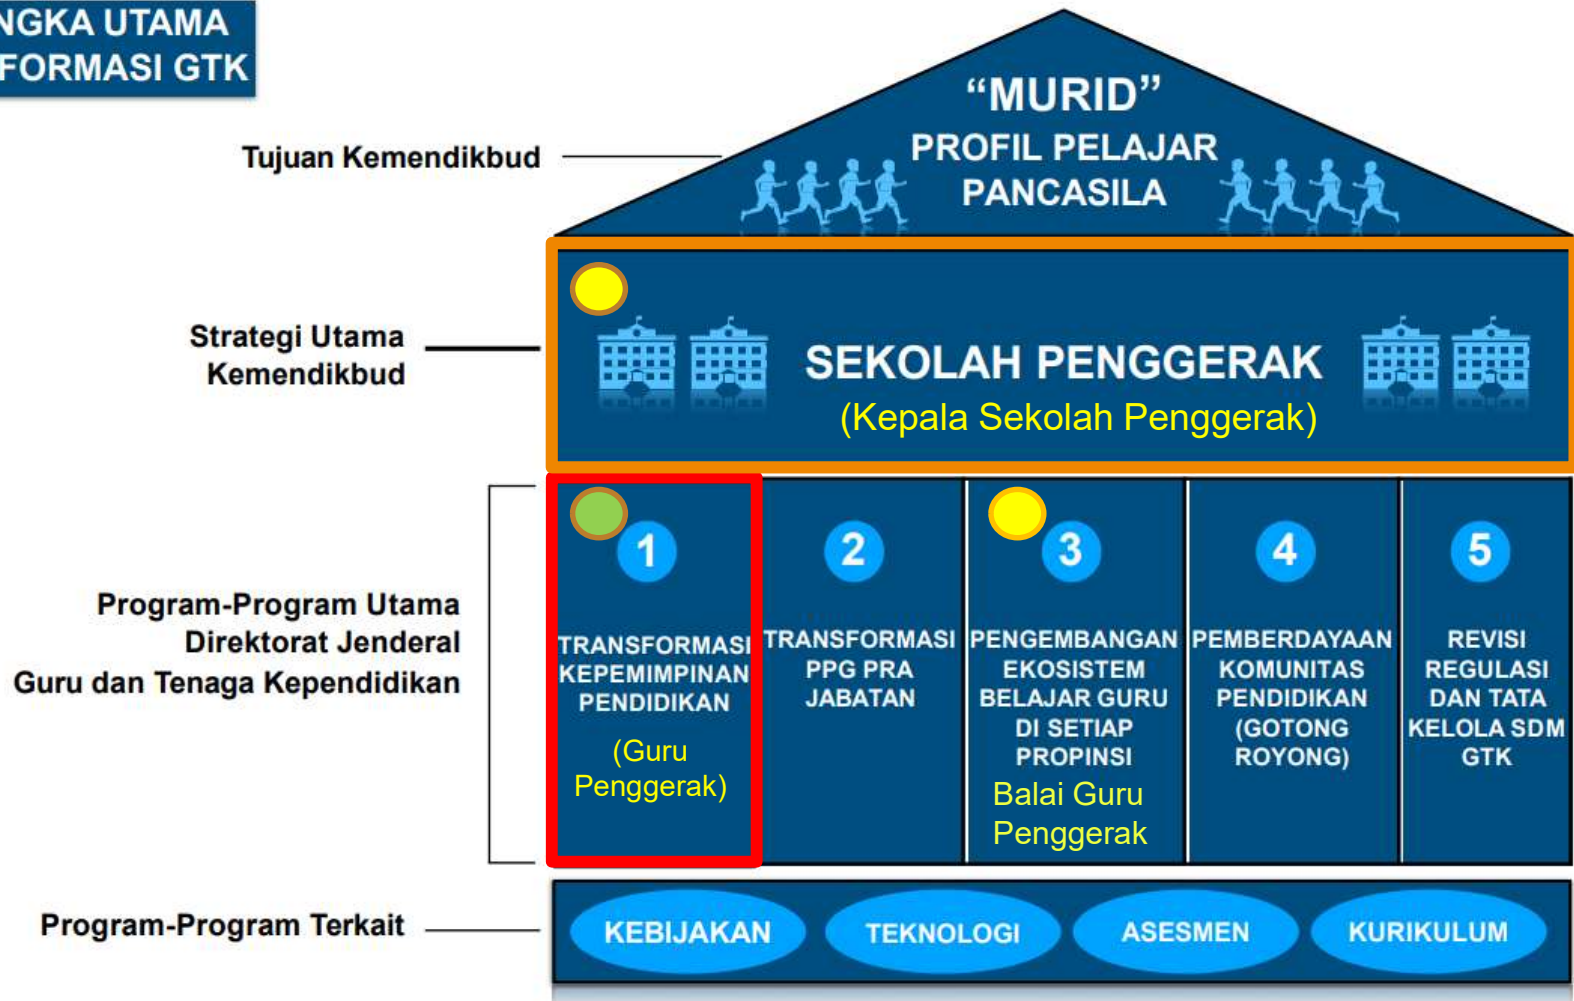 NGKA UTAMA
FORMASI GTK
“MURID”
PROFIL PELAJAR
PANCASILA
Tujuan Kemendikbud
Strategi Utama
Kemendikbud
SEKOLAH PENGGERAK
(Kepala Sekolah Penggerak)
Program-Program Utama
Direktorat Jenderal
Guru dan Tenaga Kependidikan
1
TRANSFORMASI
KEPEMIMPINAN
PENDIDIKAN
(Guru
Penggerak)
2
TRANSFORMASI
PPG PRA
JABATAN
3
PENGEMBANGAN
EKOSISTEM
BELAJAR GURU
DI SETIAP
PROPINSI
Balai Guru
Penggerak
4
PEMBERDAYAAN
KOMUNITAS
PENDIDIKAN
(GOTONG
ROYONG)
5
REVISI
REGULASI
DAN TATA
KELOLA SDM
GTK
Program-Program Terkait
KEBIJAKAN
TEKNOLOGI
ASESMEN
KURIKULUM